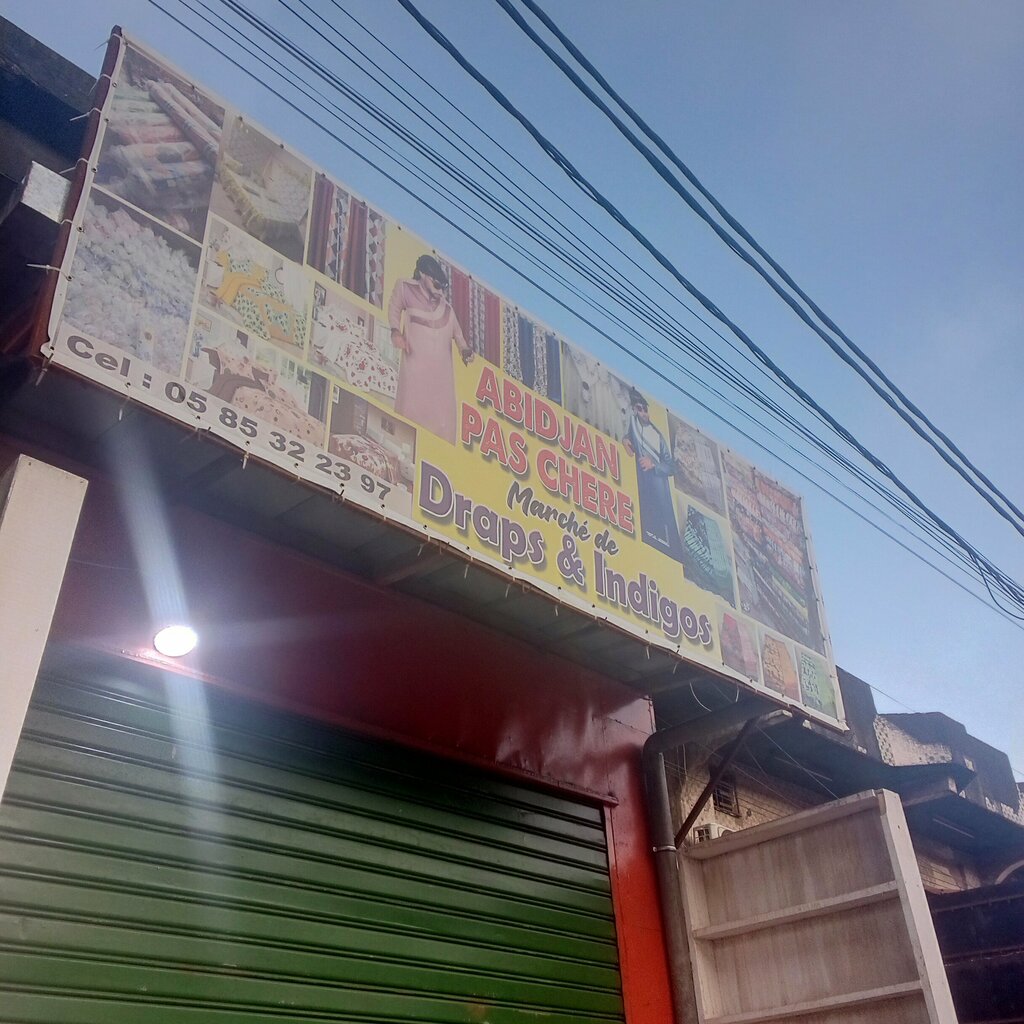 ABIDJAN
PAS CHERE
Marché de
Draps & Indigos
Cel : 05 85 32 23 97